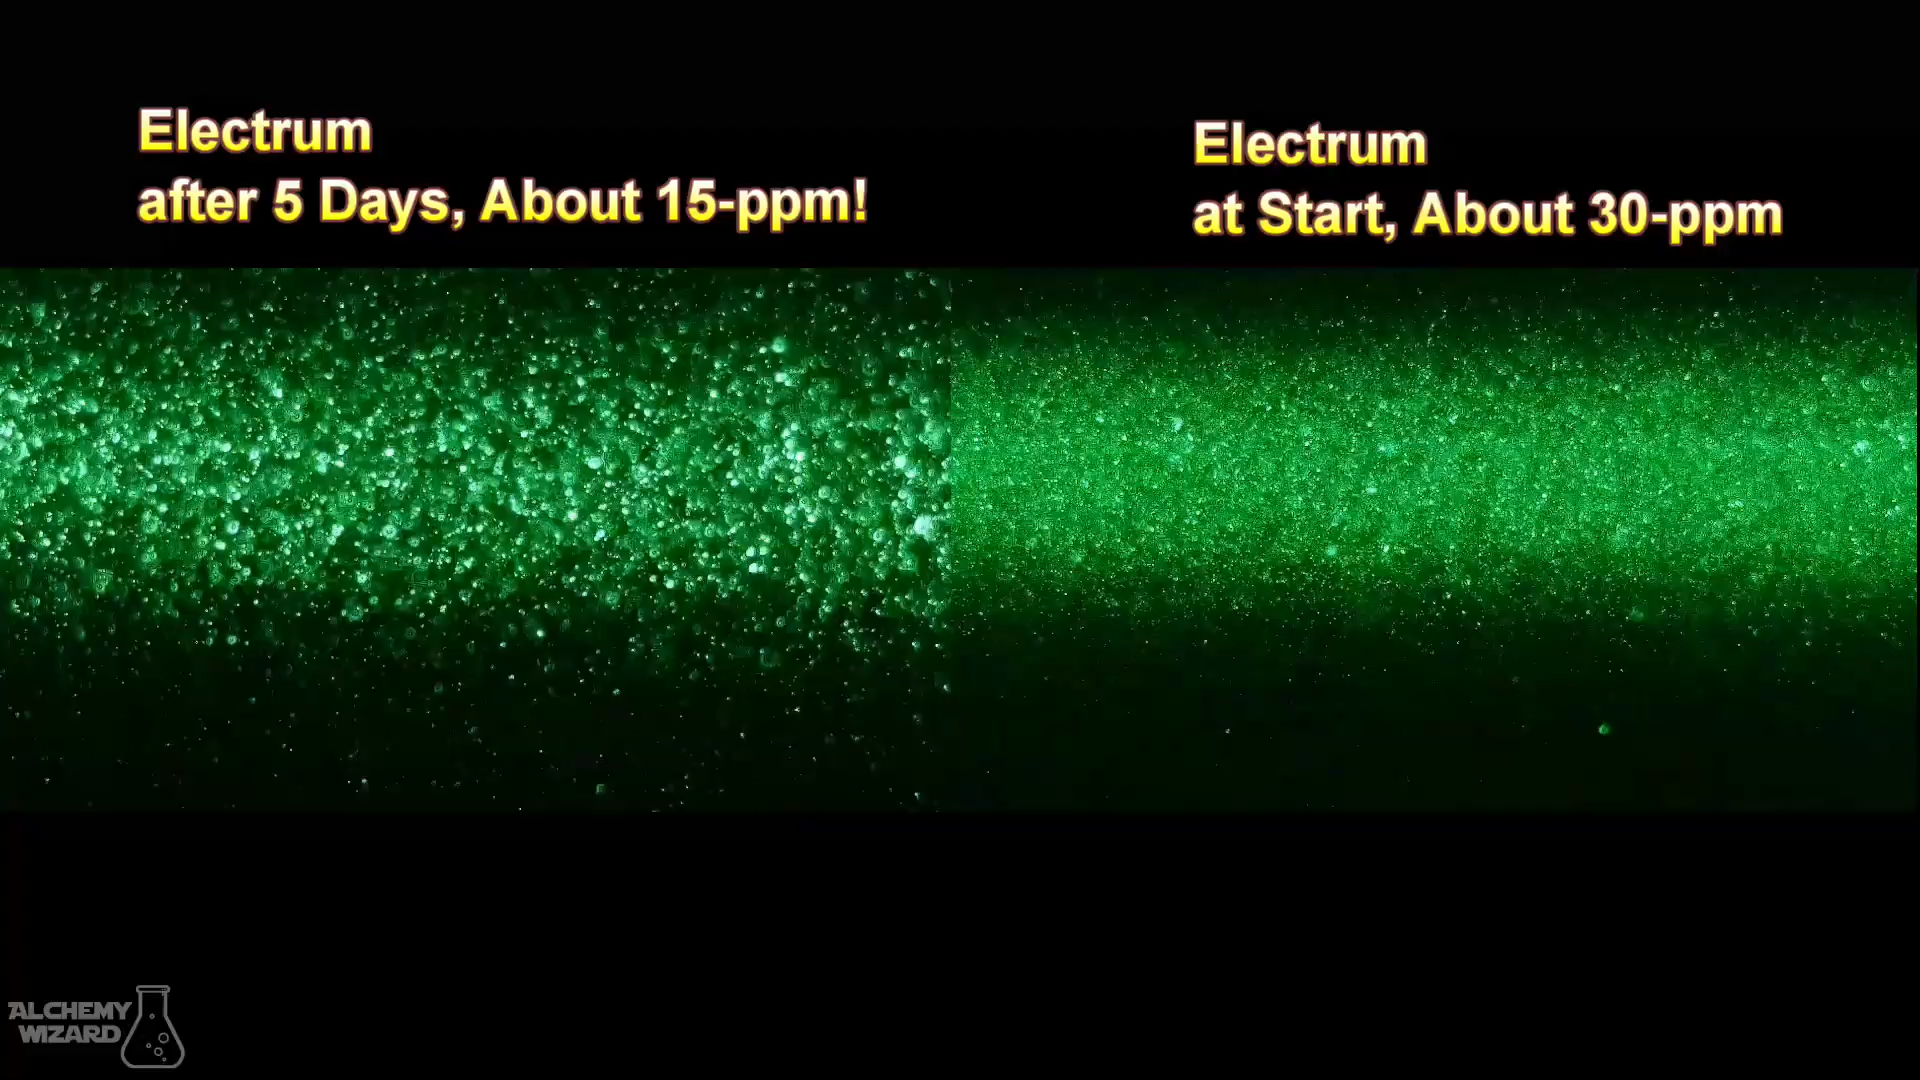 Electrum
after 5 Days, About 15-ppm!
Electrum
at Start, About 30-ppm
ALCHEMY
WIZARD